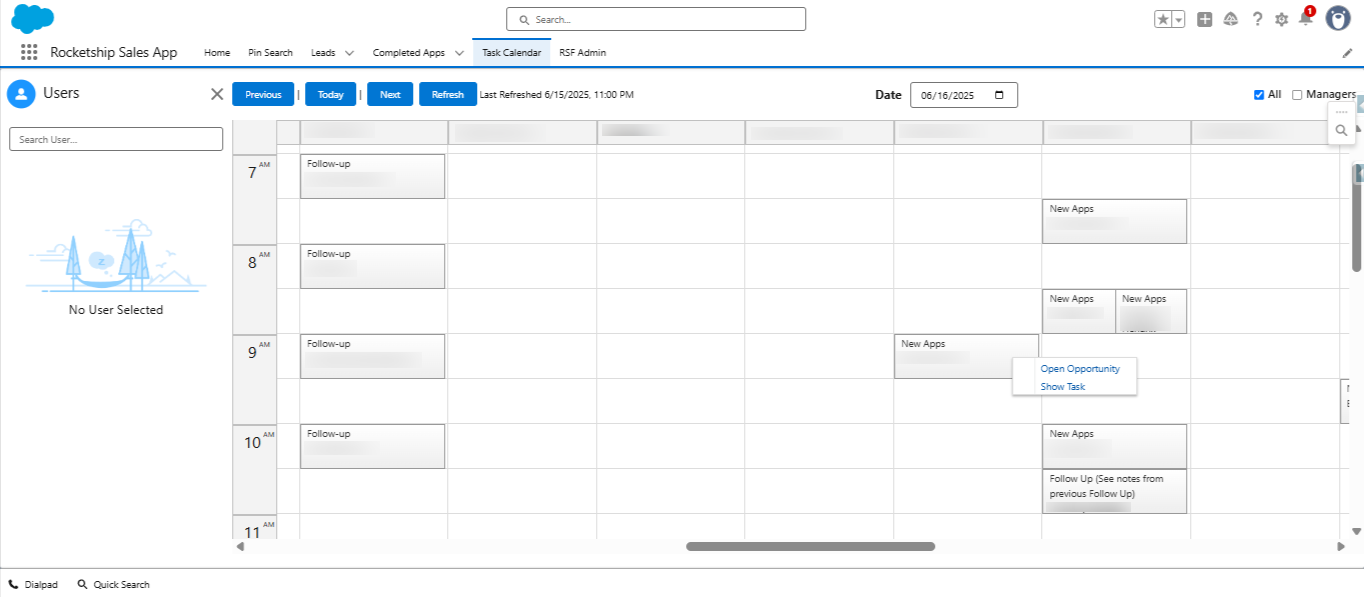 Search...
1
Rocketship Sales App
Home
Pin Search
Leads
Completed Apps
Task Calendar
RSF Admin
Users
Previous | Today | Next Refresh Last Refreshed 6/15/2025, 11:00 PM
Date 06/16/2025
All Managers
Search User...
No User Selected
7 AM
Follow-up
New Apps
8 AM
Follow-up
New Apps
New Apps
9 AM
Follow-up
New Apps
Open Opportunity
Show Task
10 AM
Follow-up
New Apps
Follow Up (See notes from
previous Follow Up)
11 AM
Dialpad
Quick Search